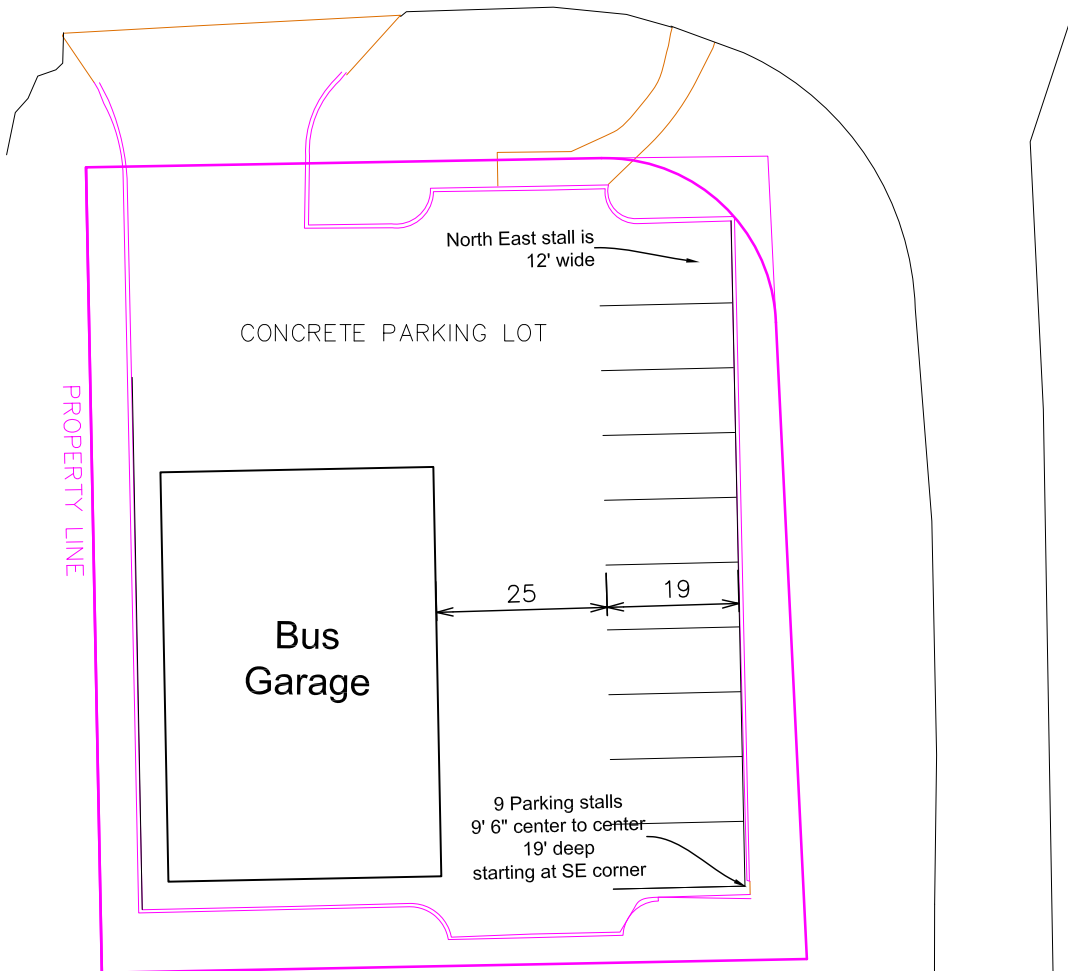 North East stall is
12' wide
CONCRETE PARKING LOT
PROPERTY LINE
25
19
Bus
Garage
9 Parking stalls
9' 6" center to center
19' deep
starting at SE corner